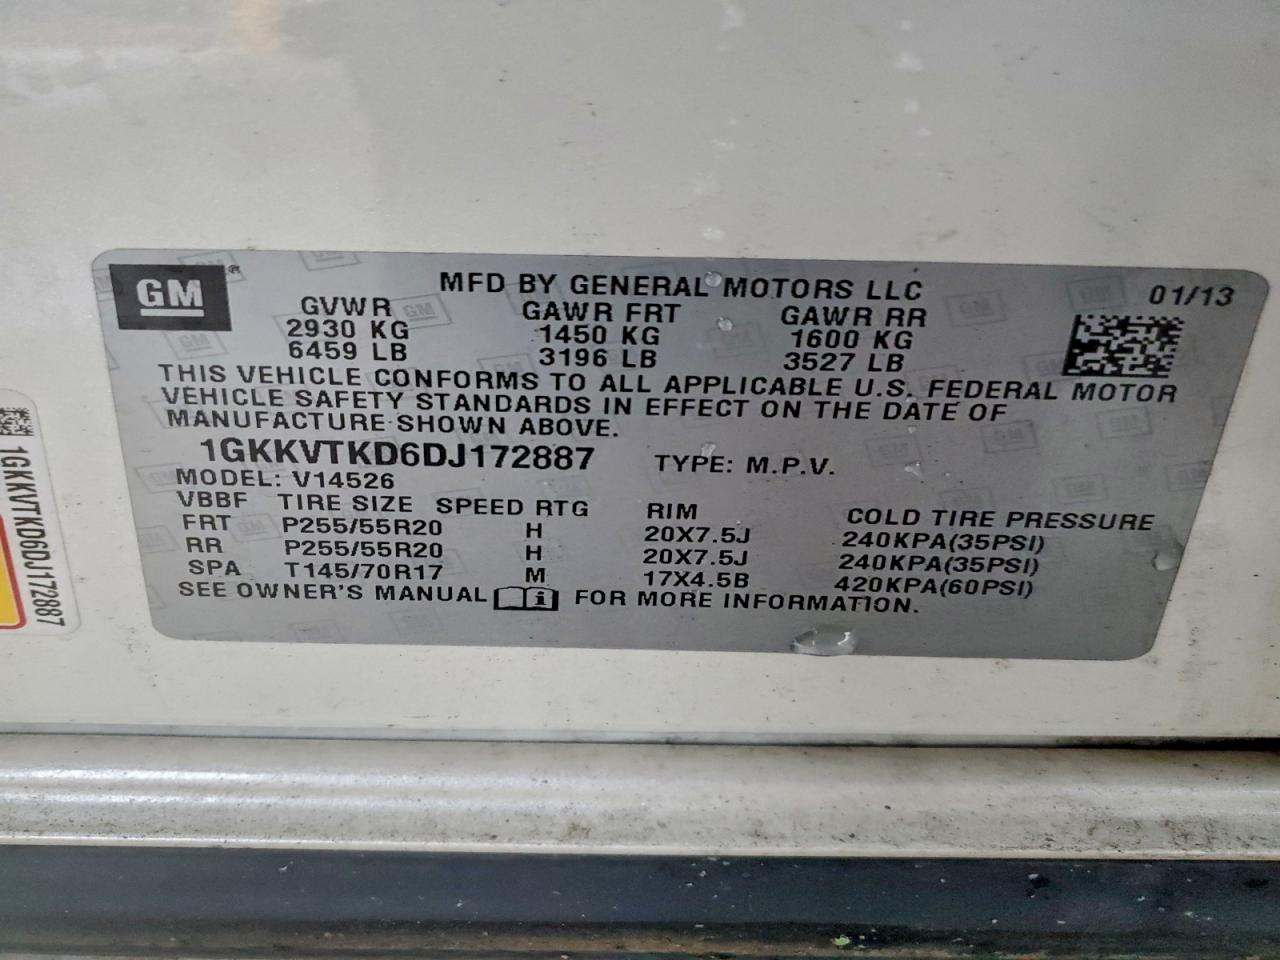 GM ®
MFD BY GENERAL MOTORS LLC 01/13
GVWR GAWR FRT GAWR RR
2930 KG 1450 KG 1600 KG
6459 LB 3196 LB 3527 LB
THIS VEHICLE CONFORMS TO ALL APPLICABLE U.S. FEDERAL MOTOR
VEHICLE SAFETY STANDARDS IN EFFECT ON THE DATE OF
MANUFACTURE SHOWN ABOVE.
1GKKVTKD6DJ172887 TYPE: M.P.V.
MODEL: V14526
VBBF TIRE SIZE SPEED RTG RIM COLD TIRE PRESSURE
FRT P255/55R20 H 20X7.5J 240KPA(35PSI)
RR P255/55R20 H 20X7.5J 240KPA(35PSI)
SPA T145/70R17 M 17X4.5B 420KPA(60PSI)
SEE OWNER'S MANUAL i FOR MORE INFORMATION.
1GKKVTKD6DJ172887